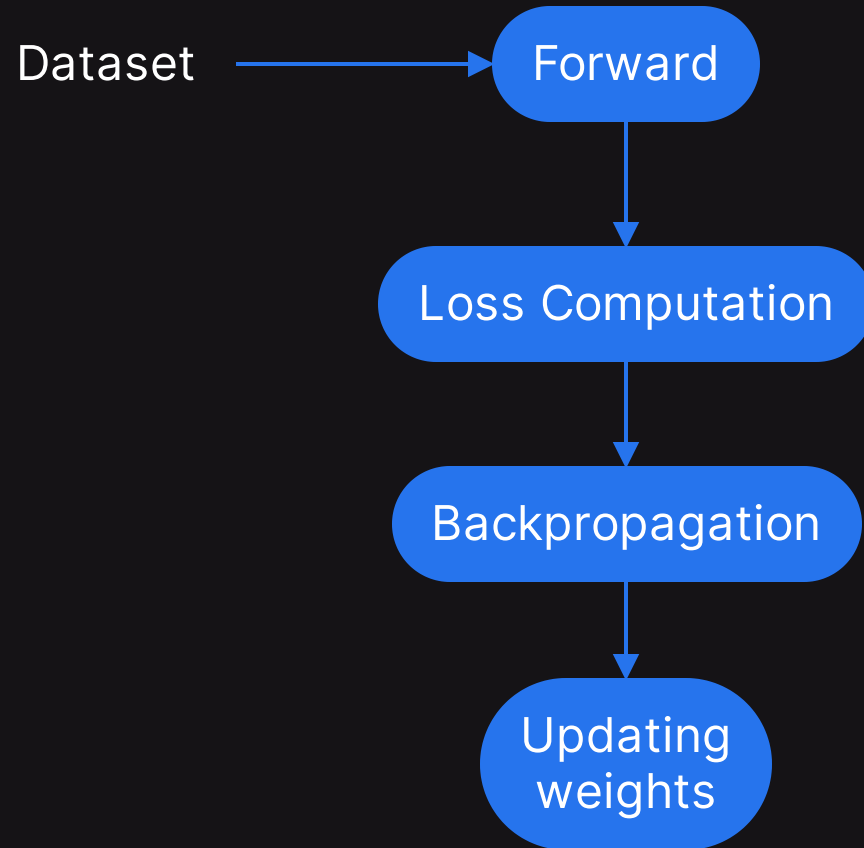 Dataset
Forward
Loss Computation
Backpropagation
Updating
weights